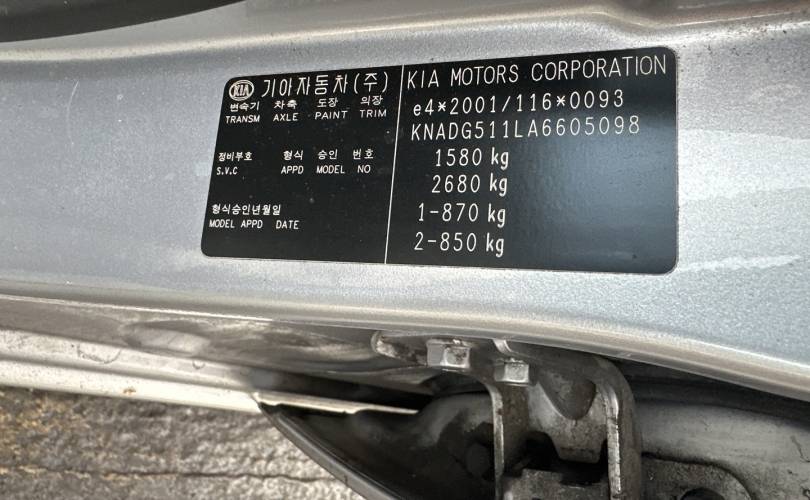 KIA 기아자동차(주)
변속기 차축 도장 의장
TRANSM AXLE PAINT TRIM
정비부호 형식 승인 번호
S.V.C APPD MODEL NO
형식승인년월일
MODEL APPD DATE
KIA MOTORS CORPORATION
e4*2001/116*0093
KNADG511LA6605098
1580 kg
2680 kg
1-870 kg
2-850 kg